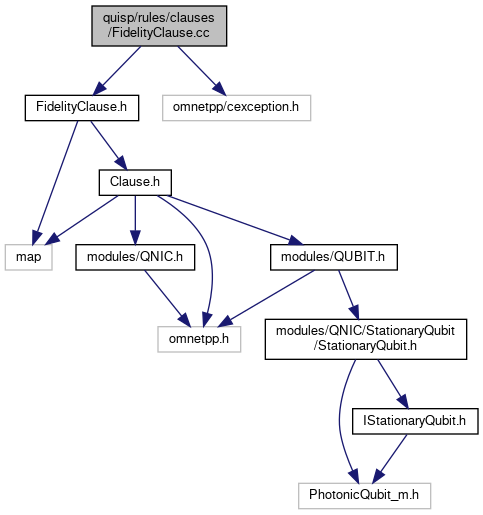 quisp/rules/clauses
/FidelityClause.cc
FidelityClause.h
omnetpp/cexception.h
Clause.h
map
modules/QNIC.h
modules/QUBIT.h
omnetpp.h
modules/QNIC/StationaryQubit
/StationaryQubit.h
IStationaryQubit.h
PhotonicQubit_m.h